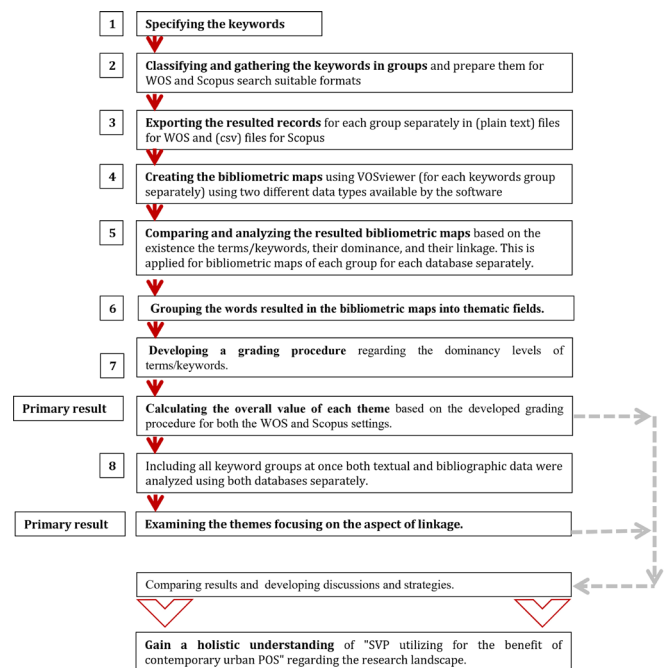 1
Specifying the keywords
2
Classifying and gathering the keywords in groups and prepare them for
WOS and Scopus search suitable formats
3
Exporting the resulted records for each group separately in (plain text) files
for WOS and (csv) files for Scopus
4
Creating the bibliometric maps using VOSviewer (for each keywords group
separately) using two different data types available by the software
5
Comparing and analyzing the resulted bibliometric maps based on the
existence the terms/keywords, their dominance, and their linkage. This is
applied for bibliometric maps of each group for each database separately.
6
Grouping the words resulted in the bibliometric maps into thematic fields.
7
Developing a grading procedure regarding the dominancy levels of
terms/keywords.
Primary result
Calculating the overall value of each theme based on the developed grading
procedure for both the WOS and Scopus settings.
8
Including all keyword groups at once both textual and bibliographic data were
analyzed using both databases separately.
Primary result
Examining the themes focusing on the aspect of linkage.
Comparing results and developing discussions and strategies.
Gain a holistic understanding of "SVP utilizing for the benefit of
contemporary urban POS" regarding the research landscape.